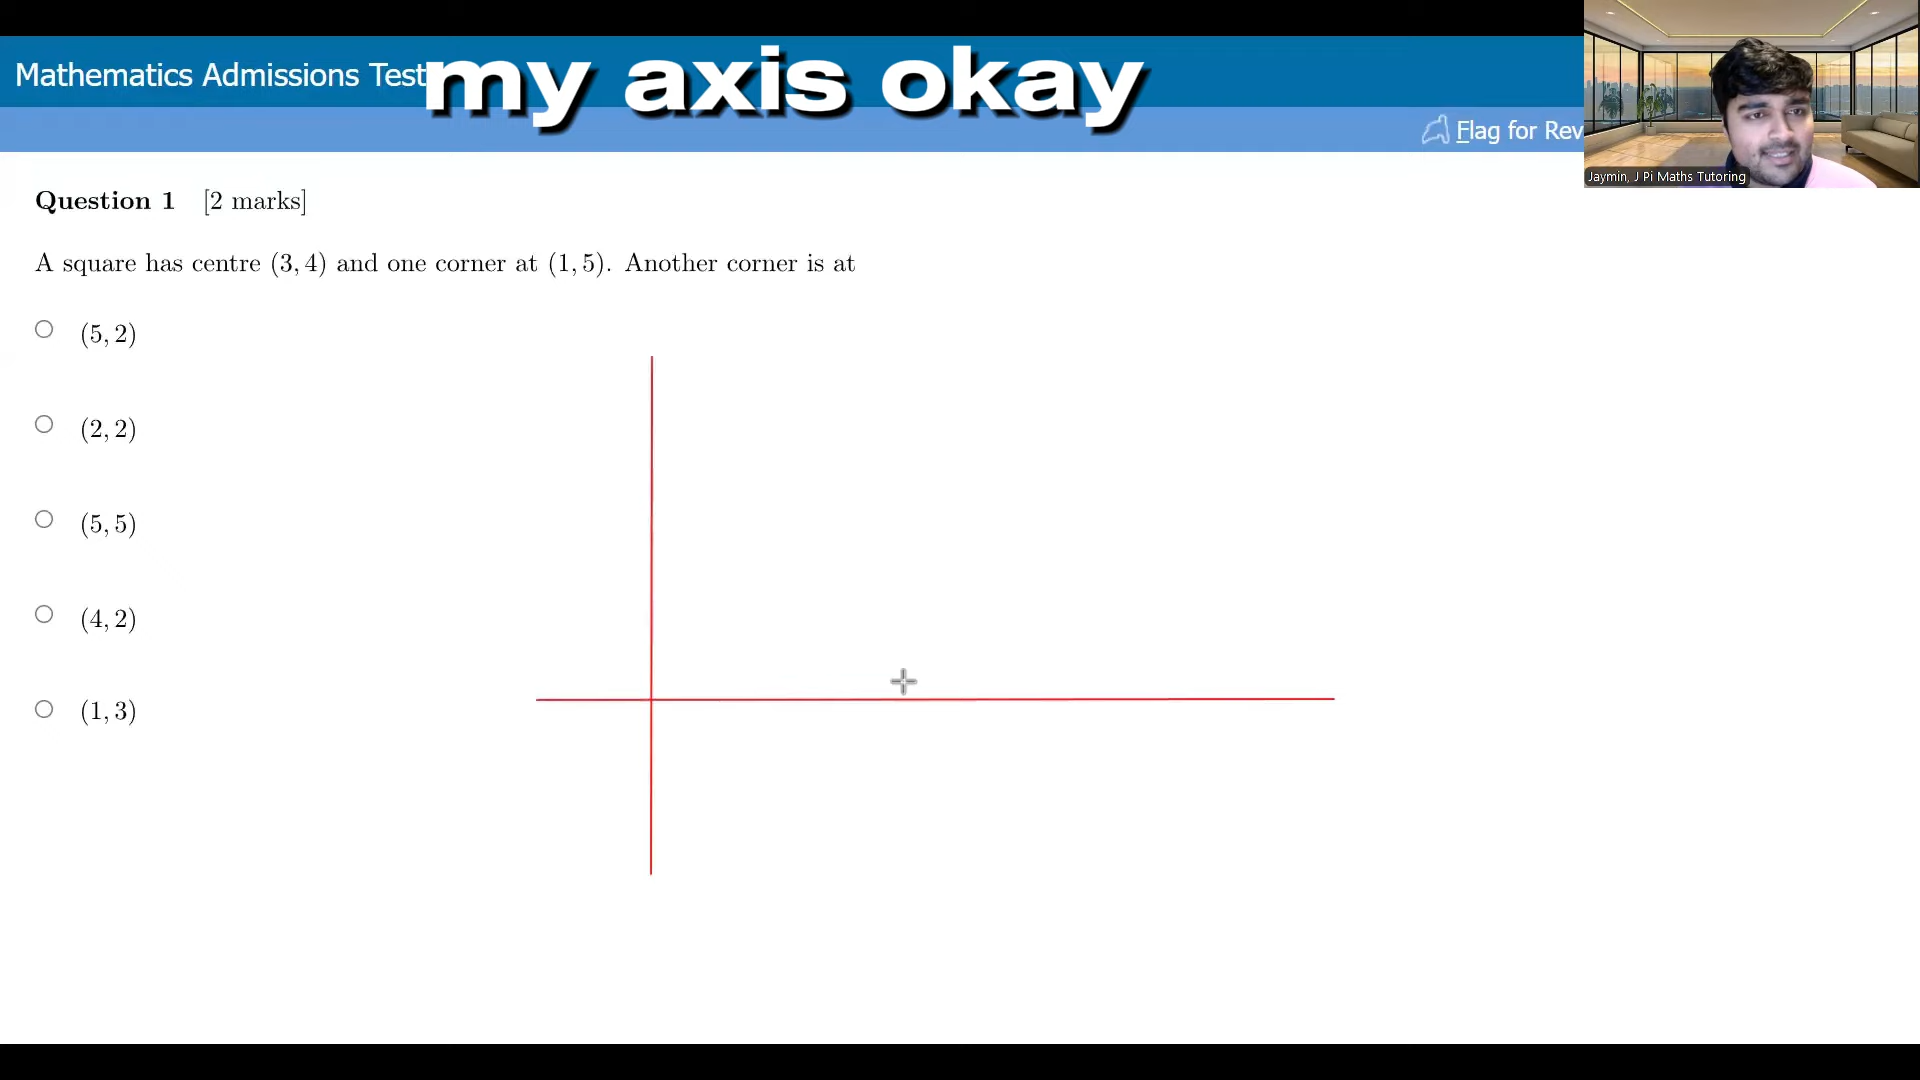 Mathematics Admissions Test
my axis okay
Flag for Rev
Jaymin, J Pi Maths Tutoring
Question 1 [2 marks]
A square has centre (3, 4) and one corner at (1, 5). Another corner is at
(5, 2)
(2, 2)
(5, 5)
(4, 2)
(1, 3)